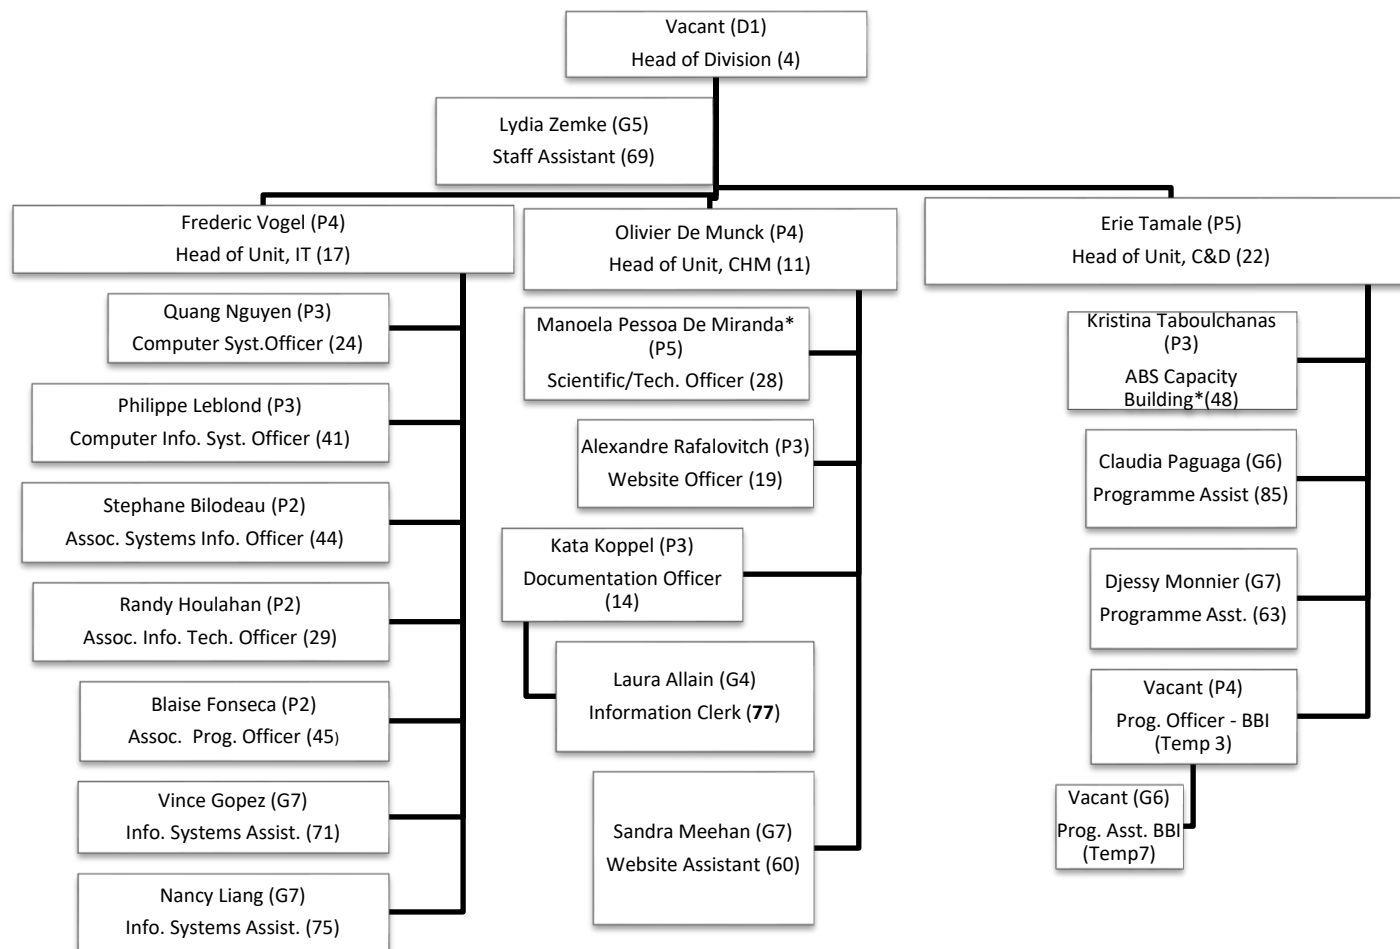 Vacant (D1)
Head of Division (4)
Lydia Zemke (G5)
Staff Assistant (69)
Frederic Vogel (P4)
Head of Unit, IT (17)
Quang Nguyen (P3)
Computer Syst.Officer (24)
Philippe Leblond (P3)
Computer Info. Syst. Officer (41)
Stephane Bilodeau (P2)
Assoc. Systems Info. Officer (44)
Randy Houlahan (P2)
Assoc. Info. Tech. Officer (29)
Blaise Fonseca (P2)
Assoc.  Prog. Officer (45)
Vince Gopez (G7)
Info. Systems Assist. (71)
Nancy Liang (G7)
Info. Systems Assist. (75)
Olivier De Munck (P4)
Head of Unit, CHM (11)
Manoela Pessoa De Miranda*
(P5)
Scientific/Tech. Officer (28)
Alexandre Rafalovitch (P3)
Website Officer (19)
Kata Koppel (P3)
Documentation Officer
(14)
Laura Allain (G4)
Information Clerk (77)
Sandra Meehan (G7)
Website Assistant (60)
Erie Tamale (P5)
Head of Unit, C&D (22)
Kristina Taboulchanas
(P3)
ABS Capacity
Building*(48)
Claudia Paguaga (G6)
Programme Assist (85)
Djessy Monnier (G7)
Programme Asst. (63)
Vacant (P4)
Prog. Officer - BBI
(Temp 3)
Vacant (G6)
Prog. Asst. BBI
(Temp7)